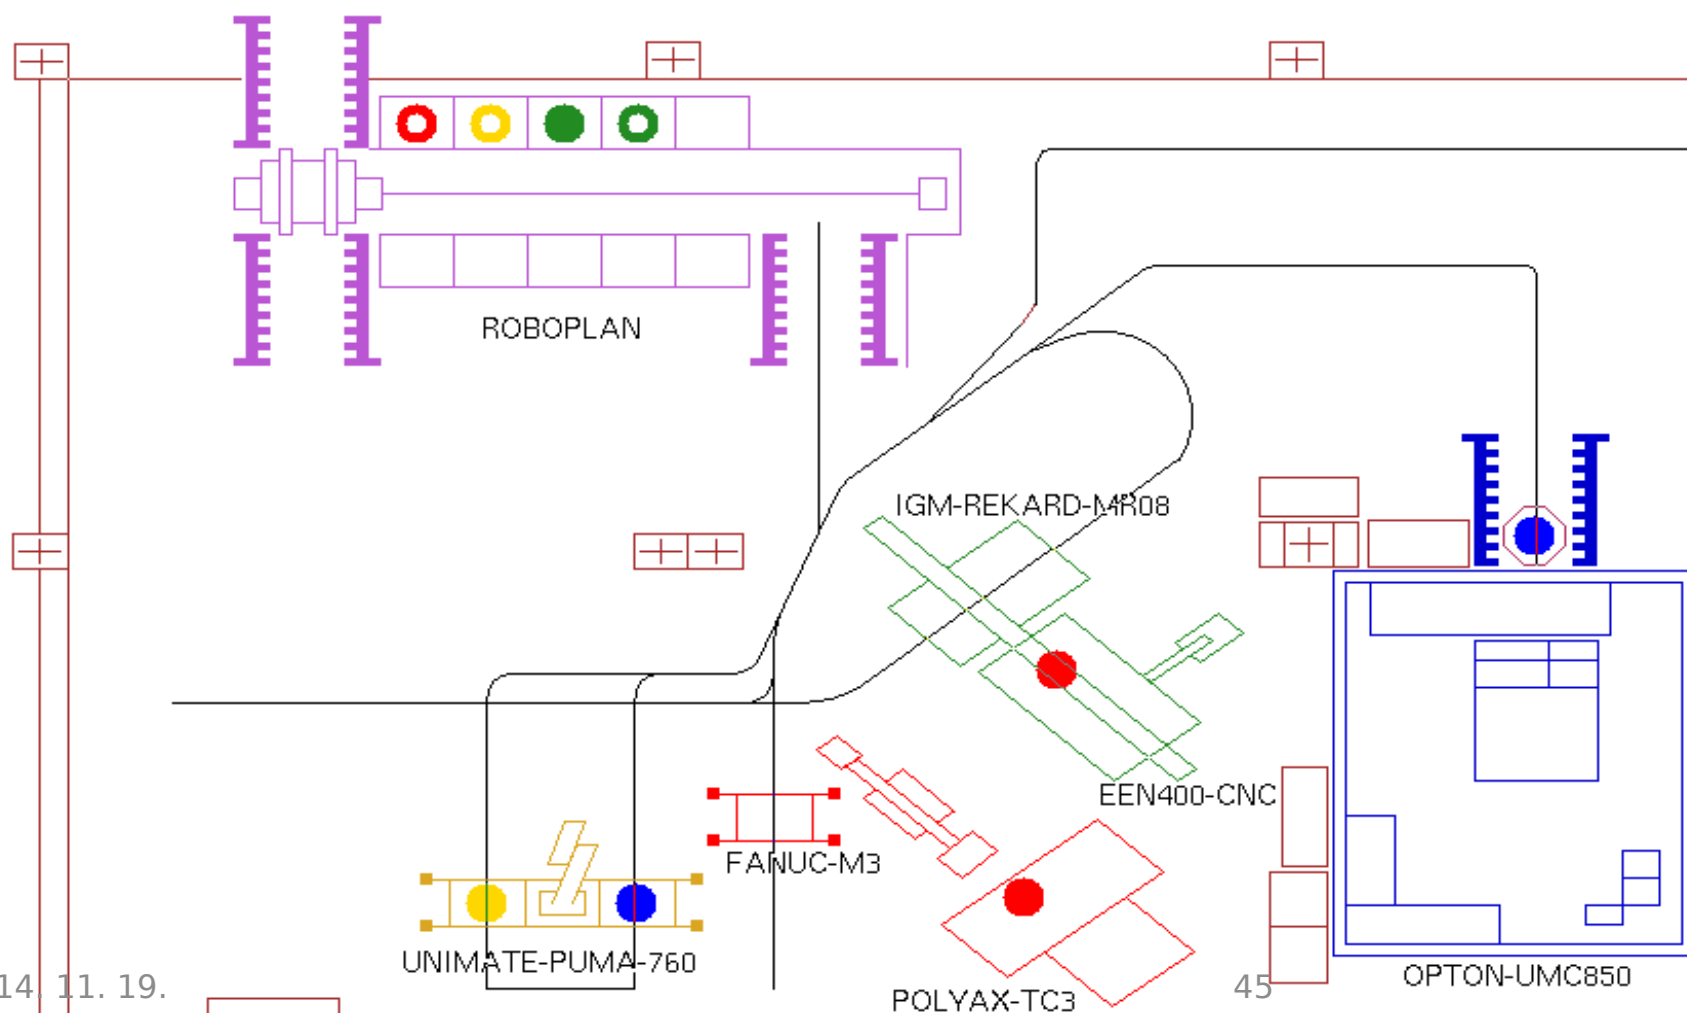 ROBOPLAN
IGM-REKARD-MR08
EEN400-CNC
FANUC-M3
UNIMATE-PUMA-760
OPTON-UMC850
POLYAX-TC3
14. 11. 19.
45